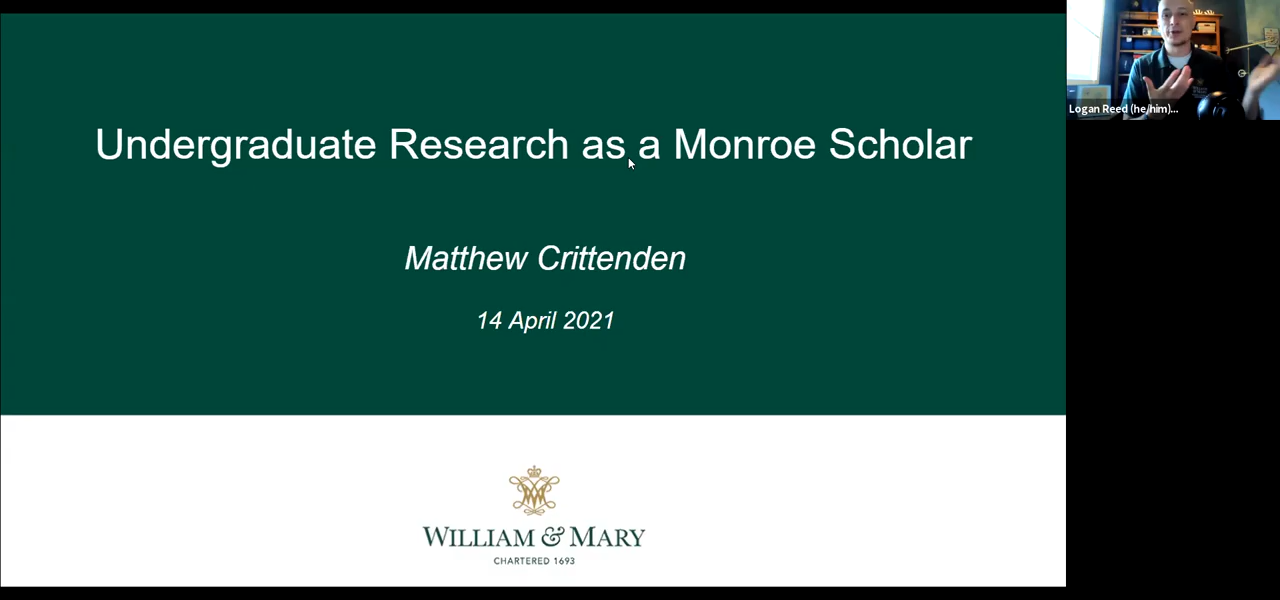 Undergraduate Research as a Monroe Scholar
Matthew Crittenden
14 April 2021
WILLIAM & MARY
CHARTERED 1693
Logan Reed (he/him)...